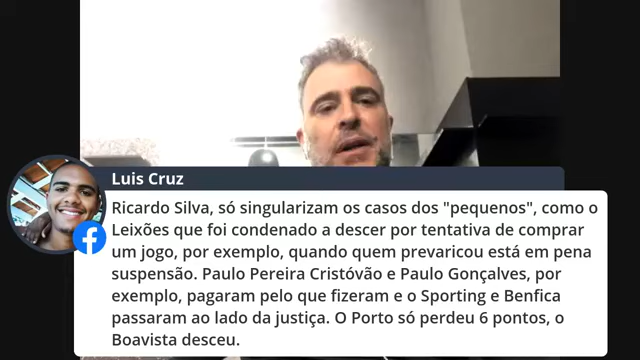 Luis Cruz
Ricardo Silva, só singularizam os casos dos "pequenos", como o
Leixões que foi condenado a descer por tentativa de comprar
um jogo, por exemplo, quando quem prevaricou está em pena
suspensão. Paulo Pereira Cristóvão e Paulo Gonçalves, por
exemplo, pagaram pelo que fizeram e o Sporting e Benfica
passaram ao lado da justiça. O Porto só perdeu 6 pontos, o
Boavista desceu.